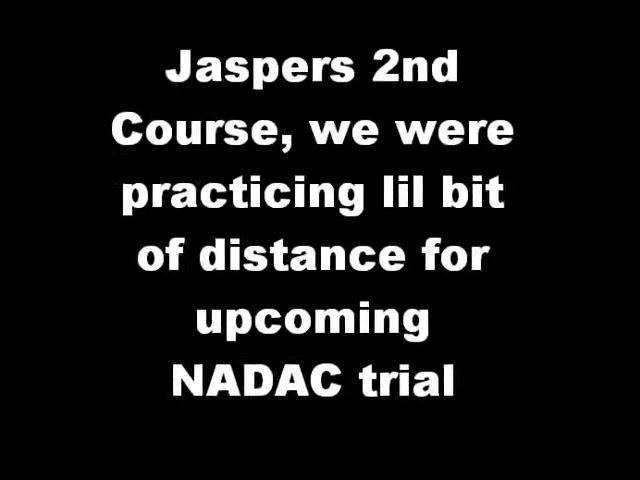 Jaspers 2nd
Course, we were
practicing lil bit
of distance for
upcoming
NADAC trial